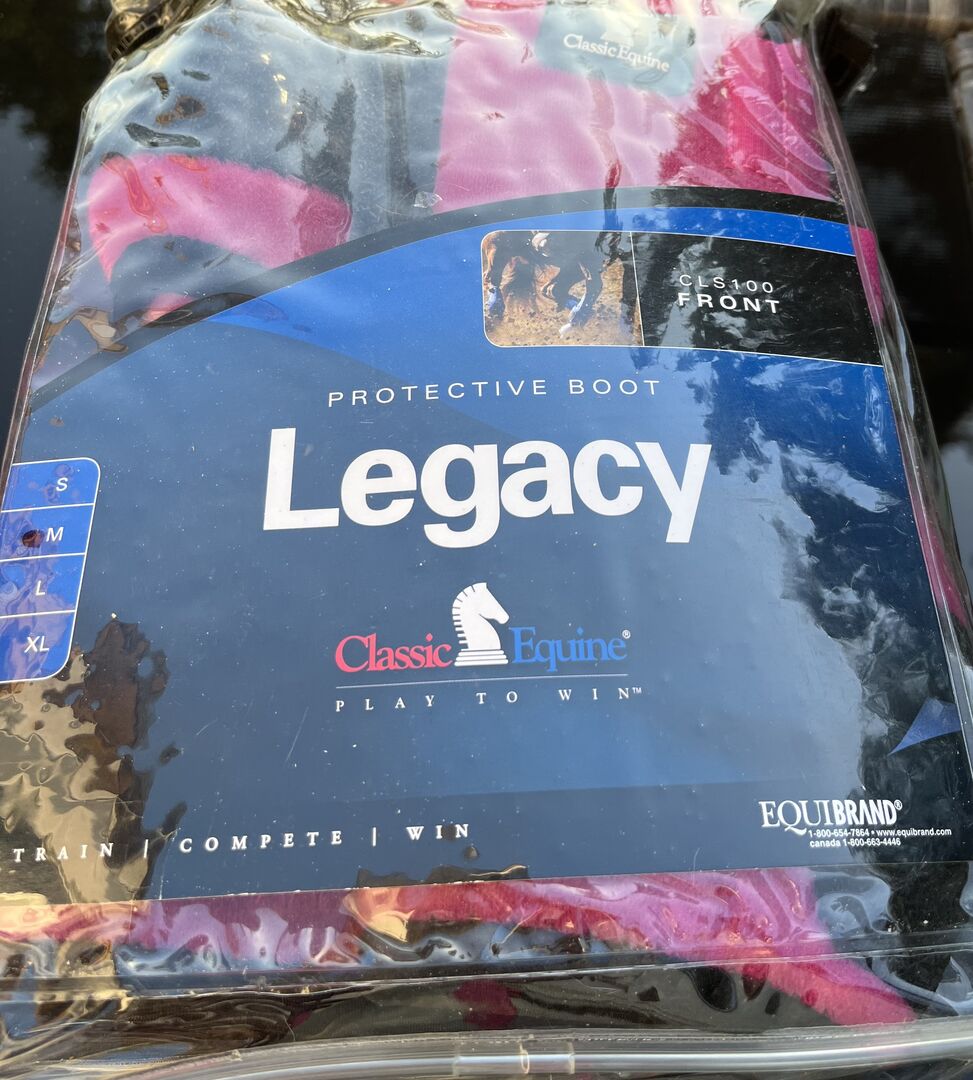 Classic Equine
CLS100
FRONT
PROTECTIVE BOOT
Legacy
S
M
L
XL
Classic Equine®
PLAY TO WIN™
TRAIN | COMPETE | WIN
EQUIBRAND®
1-800-654-7864 • www.equibrand.com
canada 1-800-663-4446